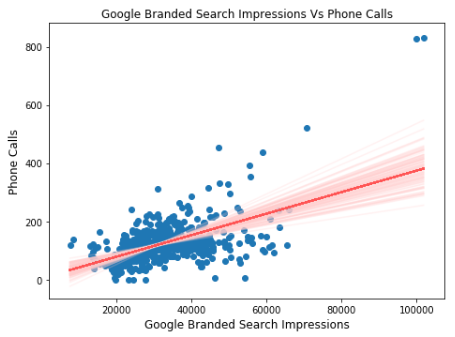 Google Branded Search Impressions Vs Phone Calls
800
600
400
200
0
Phone Calls
20000 40000 60000 80000 100000
Google Branded Search Impressions